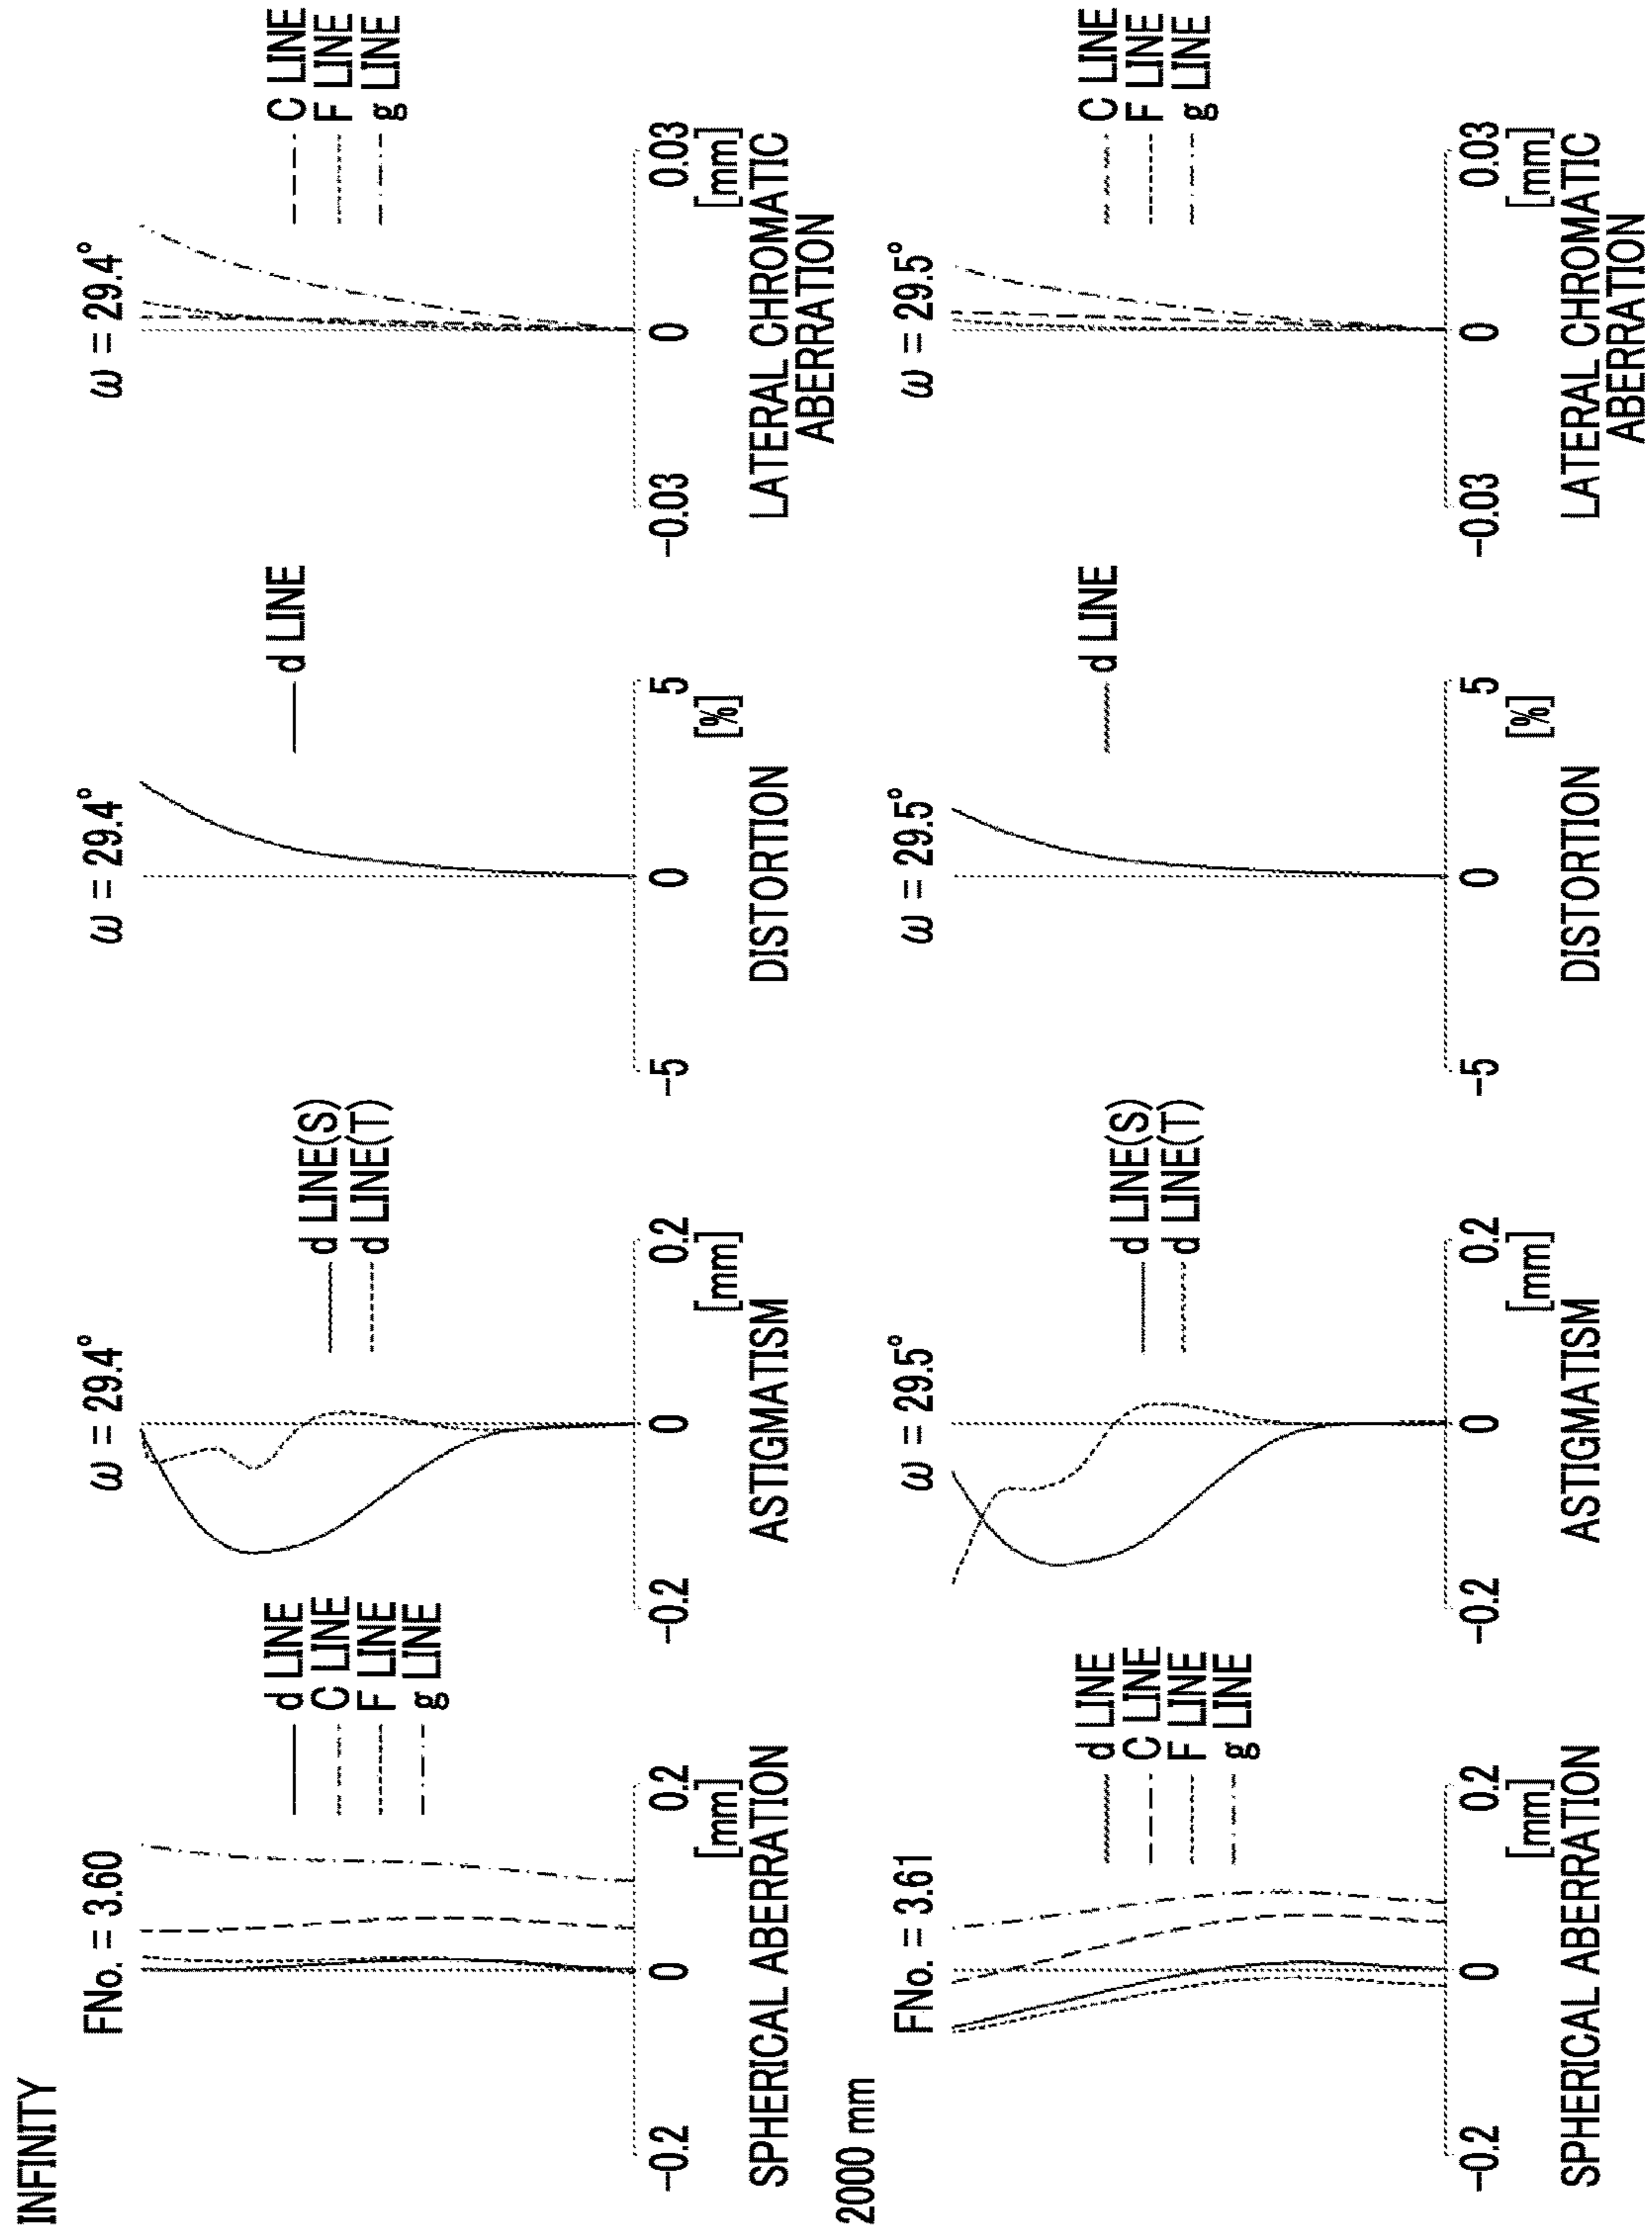 INFINITY
FNo. = 3.60
d LINE
C LINE
F LINE
g LINE
-0.2
0
0.2
[mm]
SPHERICAL ABERRATION
ω = 29.4°
d LINE(S)
d LINE(T)
-0.2
0
0.2
[mm]
ASTIGMATISM
ω = 29.4°
d LINE
-5
0
5
[%]
DISTORTION
ω = 29.4°
C LINE
F LINE
g LINE
-0.03
0
0.03
[mm]
LATERAL CHROMATIC
ABERRATION
2000 mm
FNo. = 3.61
d LINE
C LINE
F LINE
g LINE
-0.2
0
0.2
[mm]
SPHERICAL ABERRATION
ω = 29.5°
d LINE(S)
d LINE(T)
-0.2
0
0.2
[mm]
ASTIGMATISM
ω = 29.5°
d LINE
-5
0
5
[%]
DISTORTION
ω = 29.5°
C LINE
F LINE
g LINE
-0.03
0
0.03
[mm]
LATERAL CHROMATIC
ABERRATION